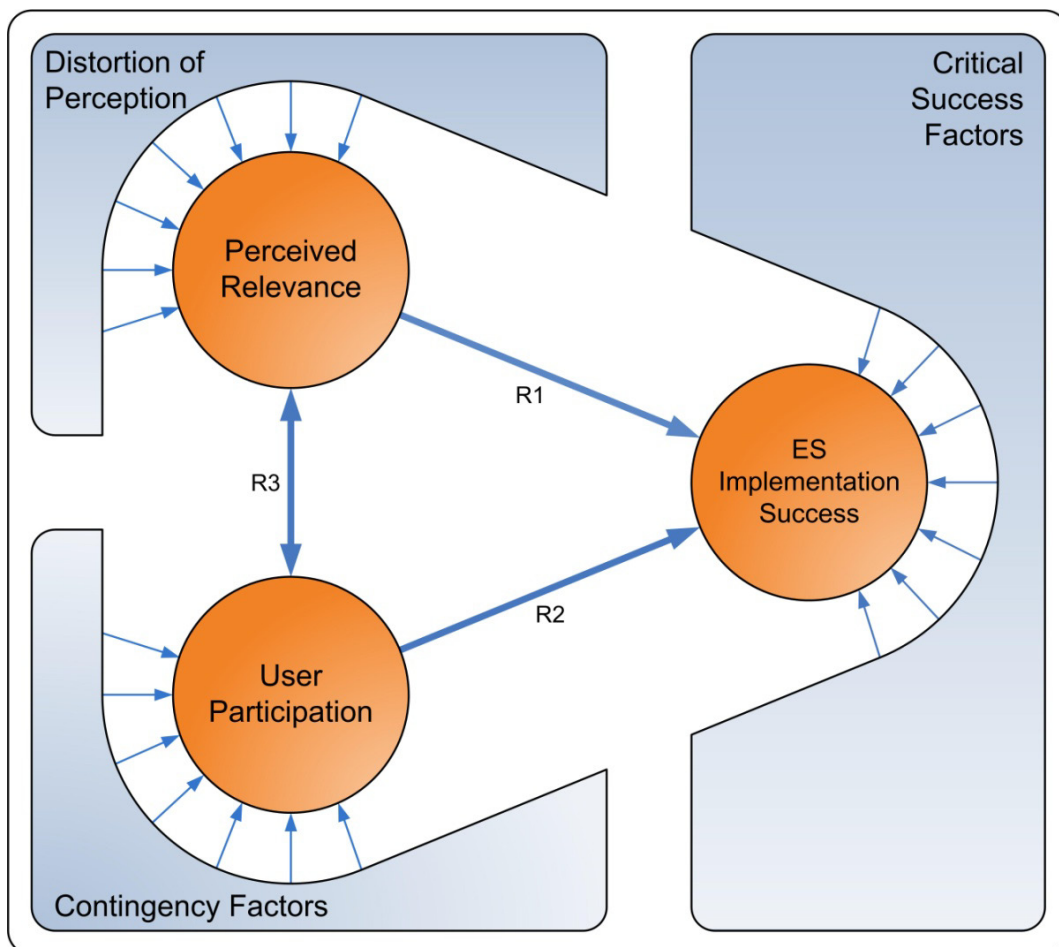 Distortion of
Perception
Critical
Success
Factors
Perceived
Relevance
R1
R3
ES
Implementation
Success
R2
User
Participation
Contingency Factors